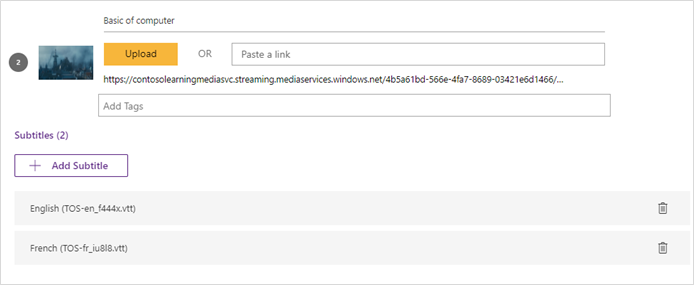 Basic of computer
2
Upload OR Paste a link
https://contosolearningmediasvc.streaming.mediaservices.windows.net/4b5a61bd-566e-4fa7-8689-03421e6d1466/...
Add Tags
Subtitles (2)
+ Add Subtitle
English (TOS-en_f444x.vtt)
French (TOS-fr_iu8l8.vtt)